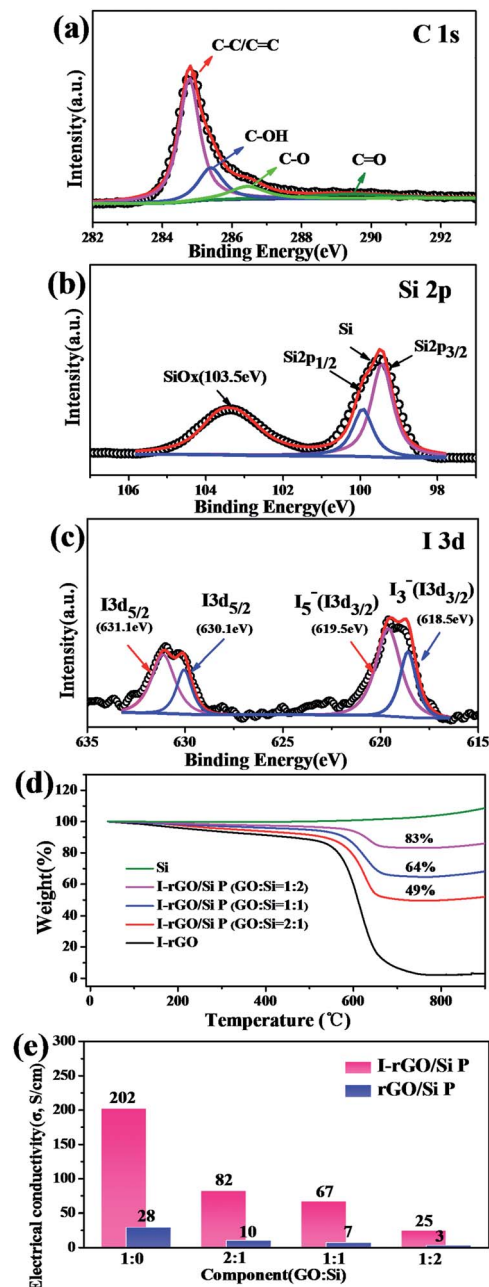 (a)
C 1s
C-C/C=C
C-OH
C-O
C=O
Intensity(a.u.)
282 284 286 288 290 292
Binding Energy(eV)
(b)
Si 2p
Si
Si2p1/2
Si2p3/2
SiOx(103.5eV)
Intensity(a.u.)
106 104 102 100 98
Binding Energy(eV)
(c)
I 3d
I3d5/2
(631.1eV)
I3d5/2
(630.1eV)
I5⁻(I3d3/2)
(619.5eV)
I3⁻(I3d3/2)
(618.5eV)
Intensity(a.u.)
635 630 625 620 615
Binding Energy(eV)
(d)
120
100
80
60
40
20
0
Weight(%)
83%
64%
49%
Si
I-rGO/Si P (GO:Si=1:2)
I-rGO/Si P (GO:Si=1:1)
I-rGO/Si P (GO:Si=2:1)
I-rGO
0 200 400 600 800
Temperature (℃)
(e)
300
250
200
150
100
50
0
Electrical conductivity(σ, S/cm)
I-rGO/Si P
rGO/Si P
202
28
82
10
67
7
25
3
1:0 2:1 1:1 1:2
Component(GO:Si)